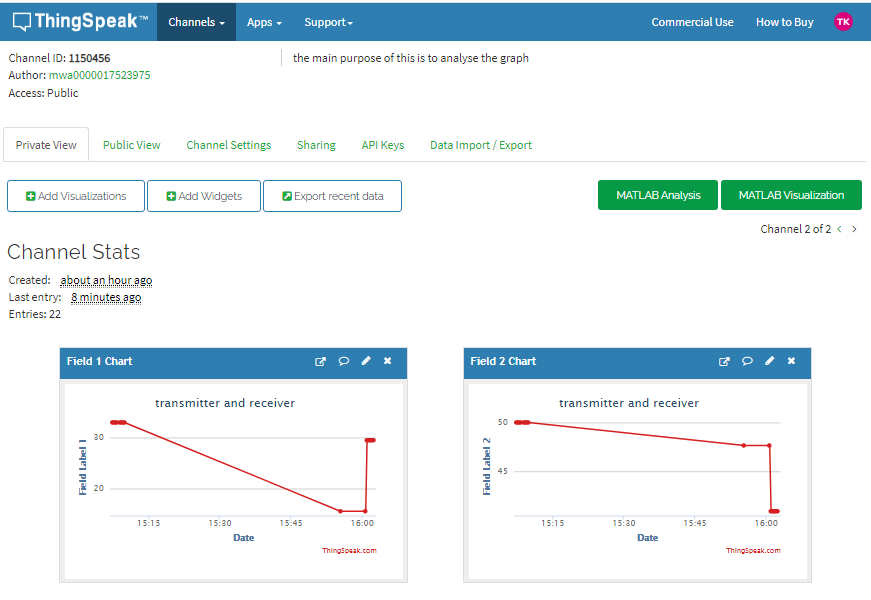 ThingSpeak™ Channels Apps Support Commercial Use How to Buy TK
Channel ID: 1150456
Author: mwa0000017523975
Access: Public
the main purpose of this is to analyse the graph
Private View Public View Channel Settings Sharing API Keys Data Import / Export
Add Visualizations Add Widgets Export recent data MATLAB Analysis MATLAB Visualization
Channel 2 of 2 < >
Channel Stats
Created: about an hour ago
Last entry: 8 minutes ago
Entries: 22
Field 1 Chart
transmitter and receiver
Field Label 1
30
20
15:15 15:30 15:45 16:00
Date
ThingSpeak.com
Field 2 Chart
transmitter and receiver
Field Label 2
50
45
15:15 15:30 15:45 16:00
Date
ThingSpeak.com